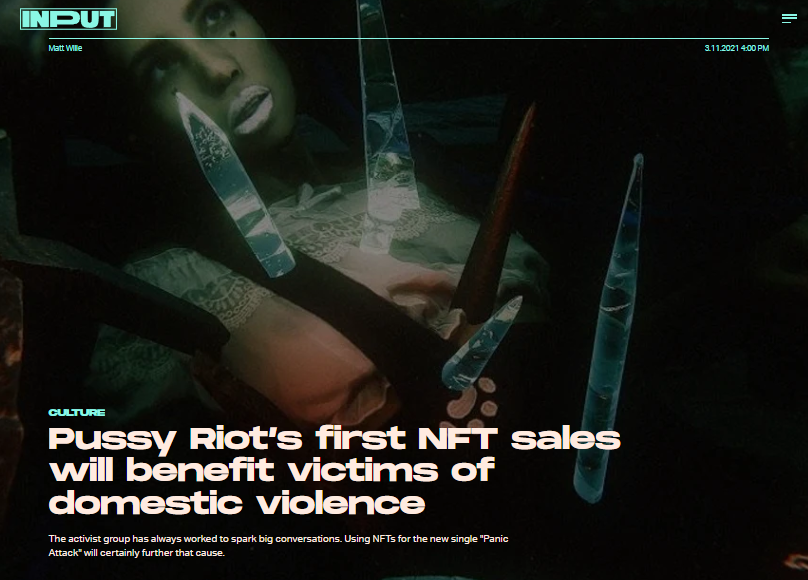 INPUT
Matt Wille
3.11.2021 4:00 PM
CULTURE
Pussy Riot's first NFT sales
will benefit victims of
domestic violence
The activist group has always worked to spark big conversations. Using NFTs for the new single "Panic
Attack" will certainly further that cause.